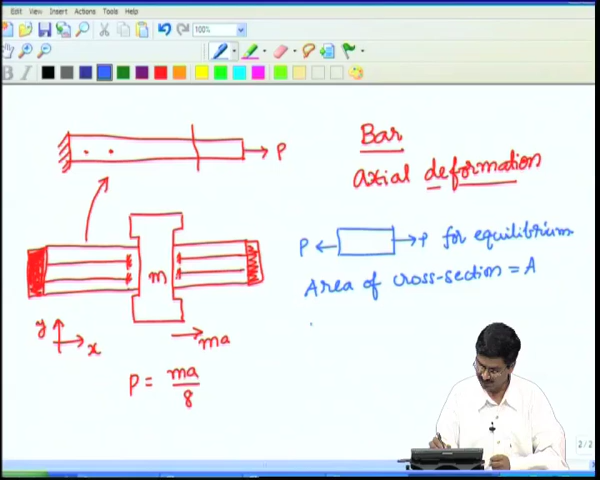 Edit View Insert Actions Tools Help
100%
B I
P
Bar
Axial deformation
P P for equilibrium
Area of cross-section = A
m
y
x
ma
P = ma/8
2/2